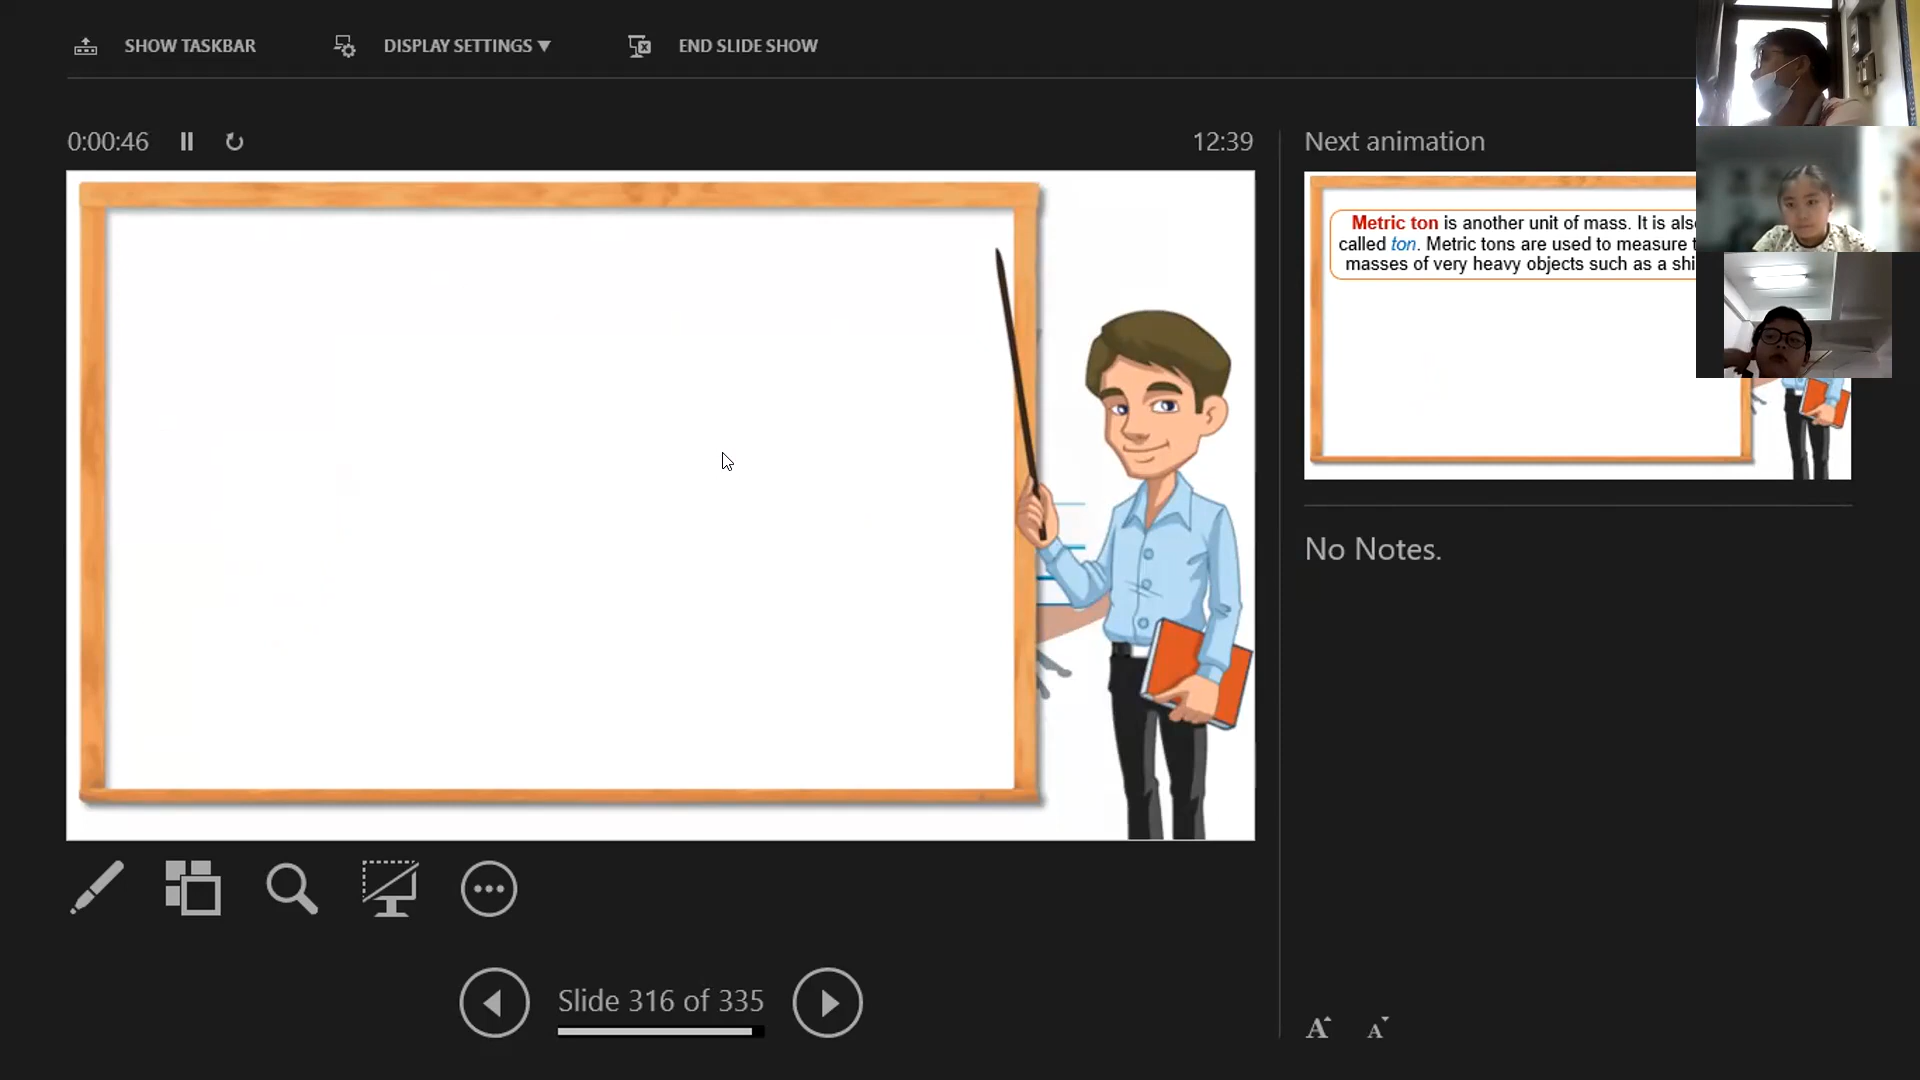 SHOW TASKBAR
DISPLAY SETTINGS ▼
END SLIDE SHOW
0:00:46
12:39
Next animation
Metric ton is another unit of mass. It is
called ton. Metric tons are used to measure
masses of very heavy objects such as a
No Notes.
Slide 316 of 335
A A